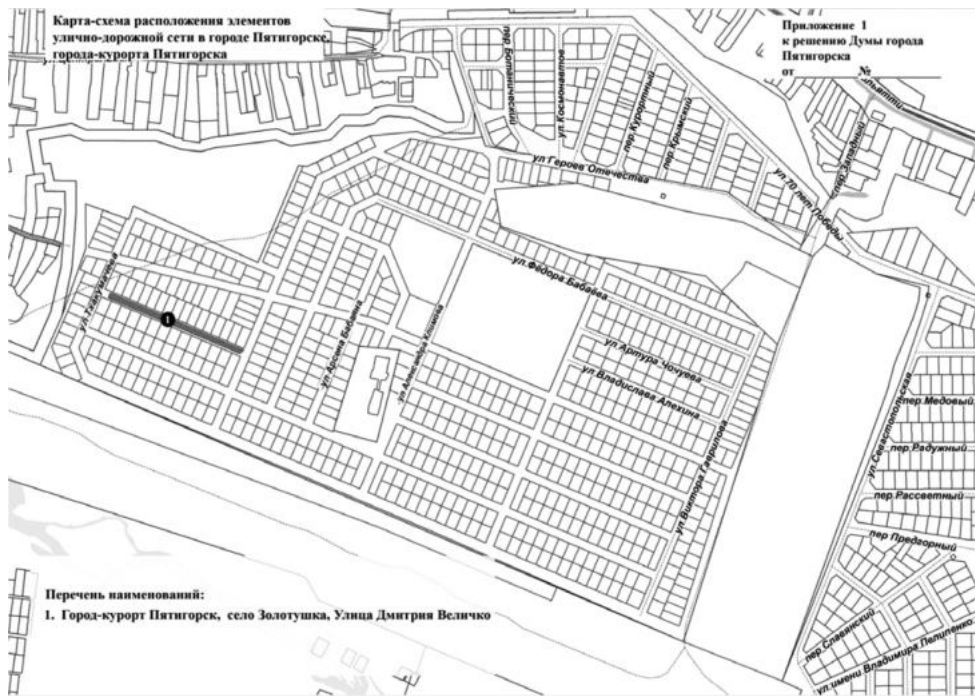 Карта-схема расположения элементов
улично-дорожной сети в городе Пятигорске,
города-курорта Пятигорска
Приложение 1
к решению Думы города
Пятигорска
от №
пер Ботанический
ул.Космонавтов
пер Курортный
пер Крымский
пер.Западный
ул Героев Отечества
ул 70 лет Победы
ул.Фёдора Бабаева
ул.Арсена
ул.Александра
ул.Артура Чочуева
ул.Владислава Алехина
ул.Виктора Гаврилова
ул.Севастопольская
пер Медовый
пер Радужный
пер Рассветный
пер Предгорный
пер Славянский
ул имени Владимира Пелипенко
1
Перечень наименований:
1. Город-курорт Пятигорск, село Золотушка, Улица Дмитрия Величко